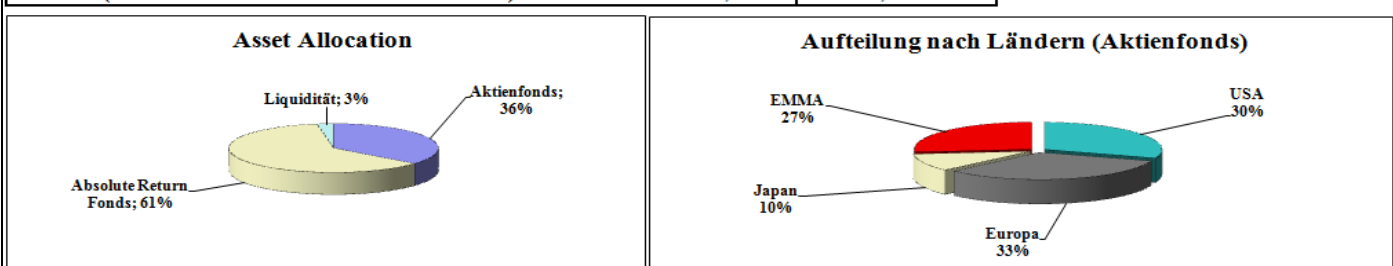 Asset Allocation
Liquidität; 3%
Aktienfonds;
36%
Absolute Return
Fonds; 61%
Aufteilung nach Ländern (Aktienfonds)
EMMA
27%
USA
30%
Japan
10%
Europa
33%